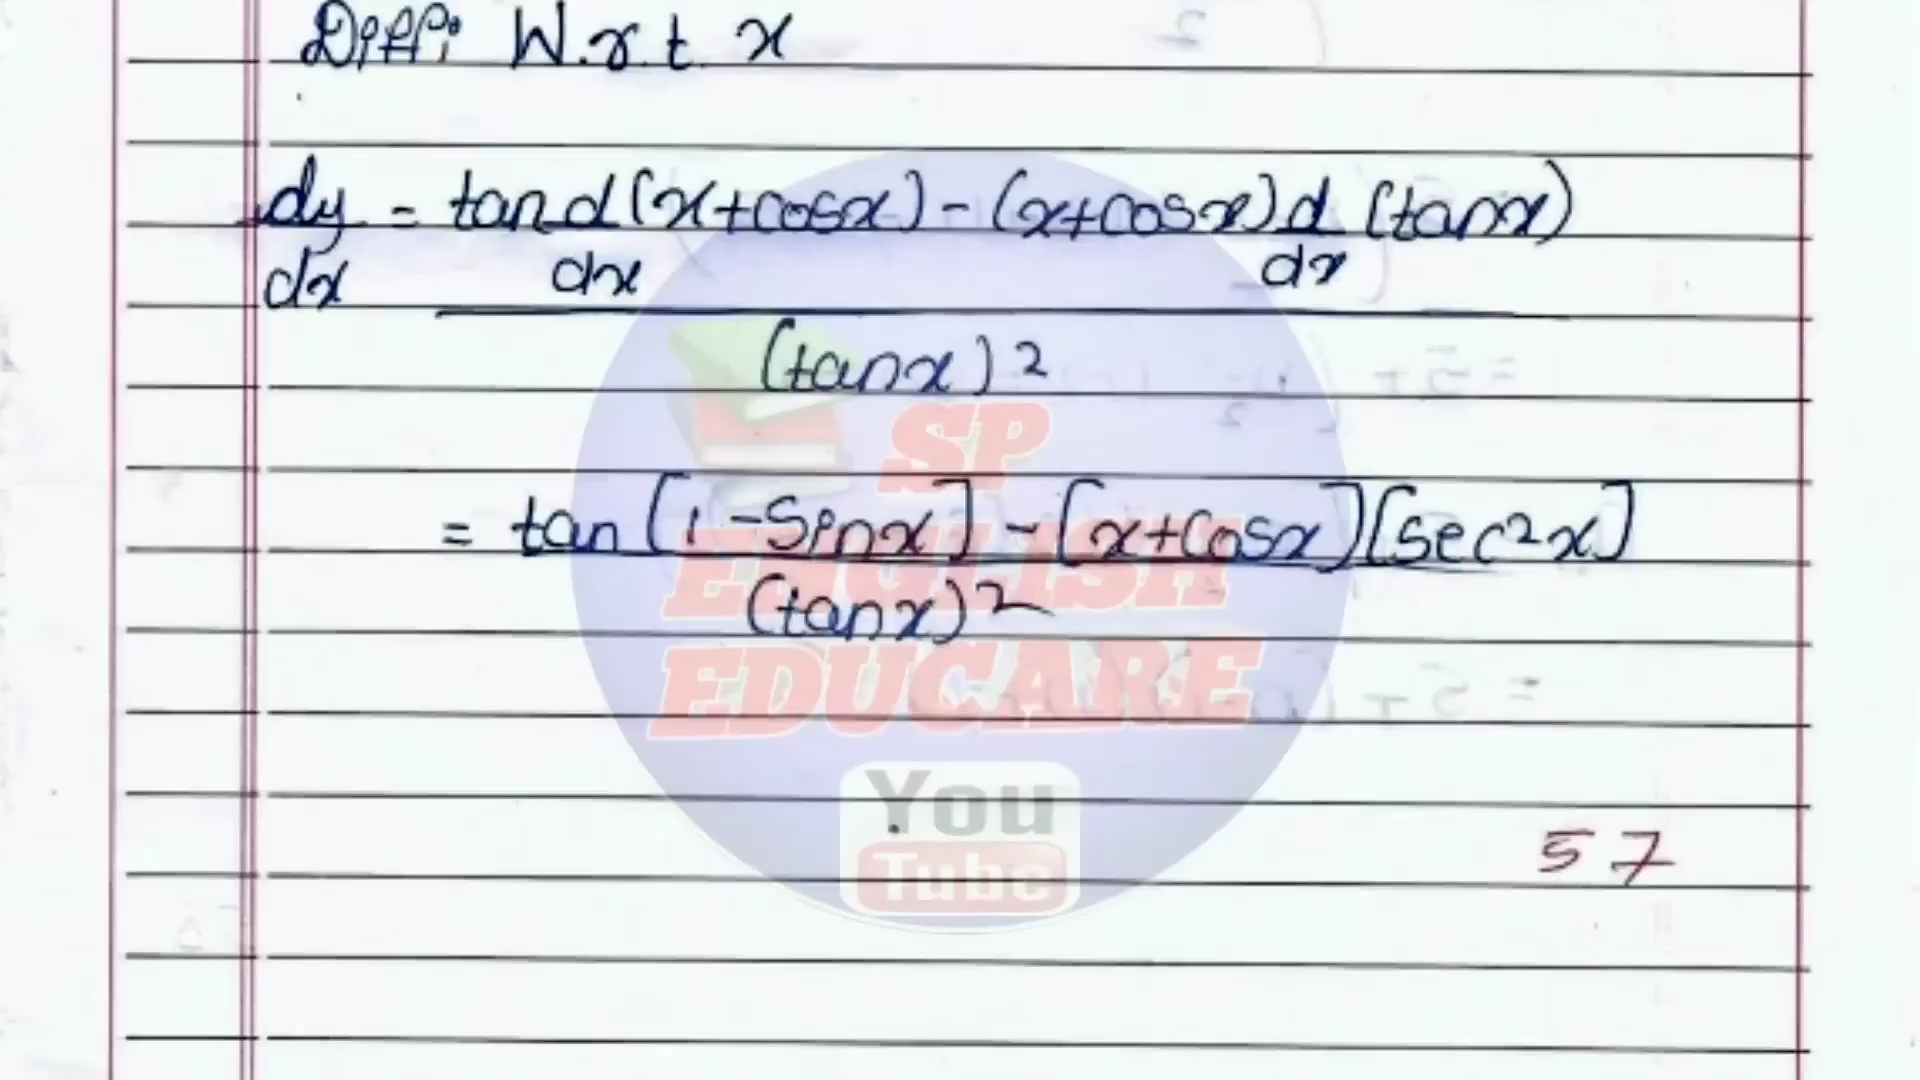 Diff. W.r.t. x
dy/dx = tan d/dx (x+cosx) - (x+cosx) d/dx (tanx)
(tanx)2
= tan [1-Sinx] - [x+Cosx][sec2x]
(tanx)2
SP
ENGLISH
EDUCARE
You
Tube
57